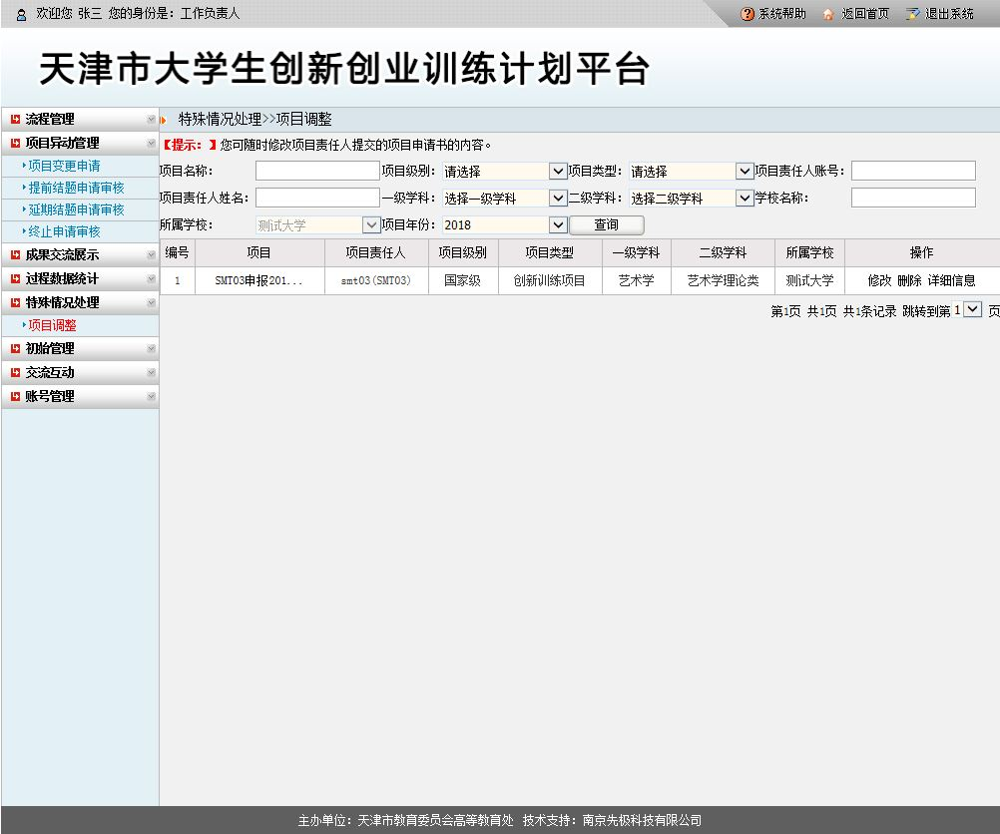 欢迎您 张三 您的身份是：工作负责人 系统帮助 返回首页 退出系统
天津市大学生创新创业训练计划平台
流程管理
项目异动管理
项目变更申请
提前结题申请审核
延期结题申请审核
终止申请审核
成果交流展示
过程数据统计
特殊情况处理
项目调整
初始管理
交流互动
账号管理
特殊情况处理>>项目调整
【提示：】您可随时修改项目责任人提交的项目申请书的内容。
项目名称： 项目级别： 请选择 项目类型： 请选择 项目责任人账号：
项目责任人姓名： 一级学科： 选择一级学科 二级学科： 选择二级学科 学校名称：
所属学校： 测试大学 项目年份： 2018 查询
编号 项目 项目责任人 项目级别 项目类型 一级学科 二级学科 所属学校 操作
1 SMT03申报201... smt03(SMT03) 国家级 创新训练项目 艺术学 艺术学理论类 测试大学 修改 删除 详细信息
第1页 共1页 共1条记录 跳转到第 1 页
主办单位：天津市教育委员会高等教育处 技术支持：南京先极科技有限公司